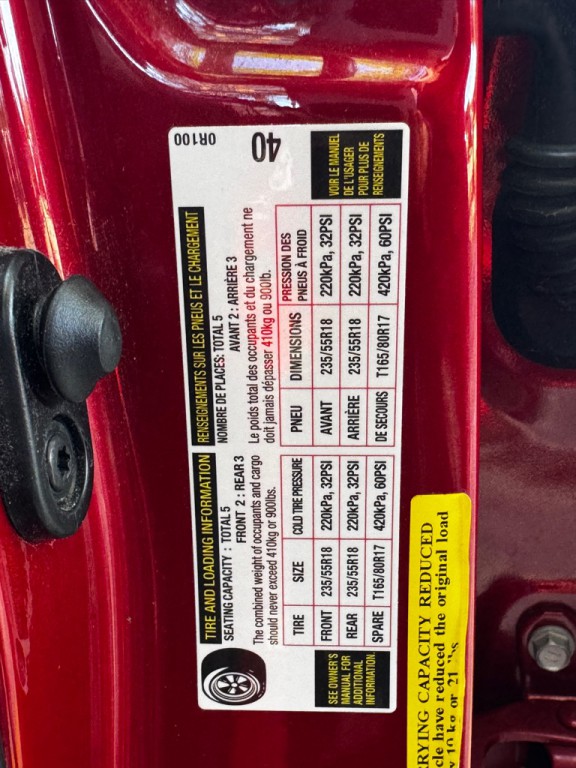 TIRE AND LOADING INFORMATION
SEATING CAPACITY : TOTAL 5
FRONT 2 : REAR 3
The combined weight of occupants and cargo
should never exceed 410kg or 900lbs.
TIRE SIZE COLD TIRE PRESSURE
FRONT 235/55R18 220kPa, 32PSI
REAR 235/55R18 220kPa, 32PSI
SPARE T165/80R17 420kPa, 60PSI
SEE OWNER'S
MANUAL FOR
ADDITIONAL
INFORMATION
RENSEIGNEMENTS SUR LES PNEUS ET LE CHARGEMENT
NOMBRE DE PLACES: TOTAL 5
AVANT 2 : ARRIÈRE 3
Le poids total des occupants et du chargement ne
doit jamais dépasser 410kg ou 900lb.
PNEU DIMENSIONS PRESSION DES
PNEUS À FROID
AVANT 235/55R18 220kPa, 32PSI
ARRIÈRE 235/55R18 220kPa, 32PSI
DE SECOURS T165/80R17 420kPa, 60PSI
VOIR LE MANUEL
DE L'USAGER
POUR PLUS DE
RENSEIGNEMENTS
0R100
40
RRYING CAPACITY REDUCED
cle have reduced the original load
y 10 kg or